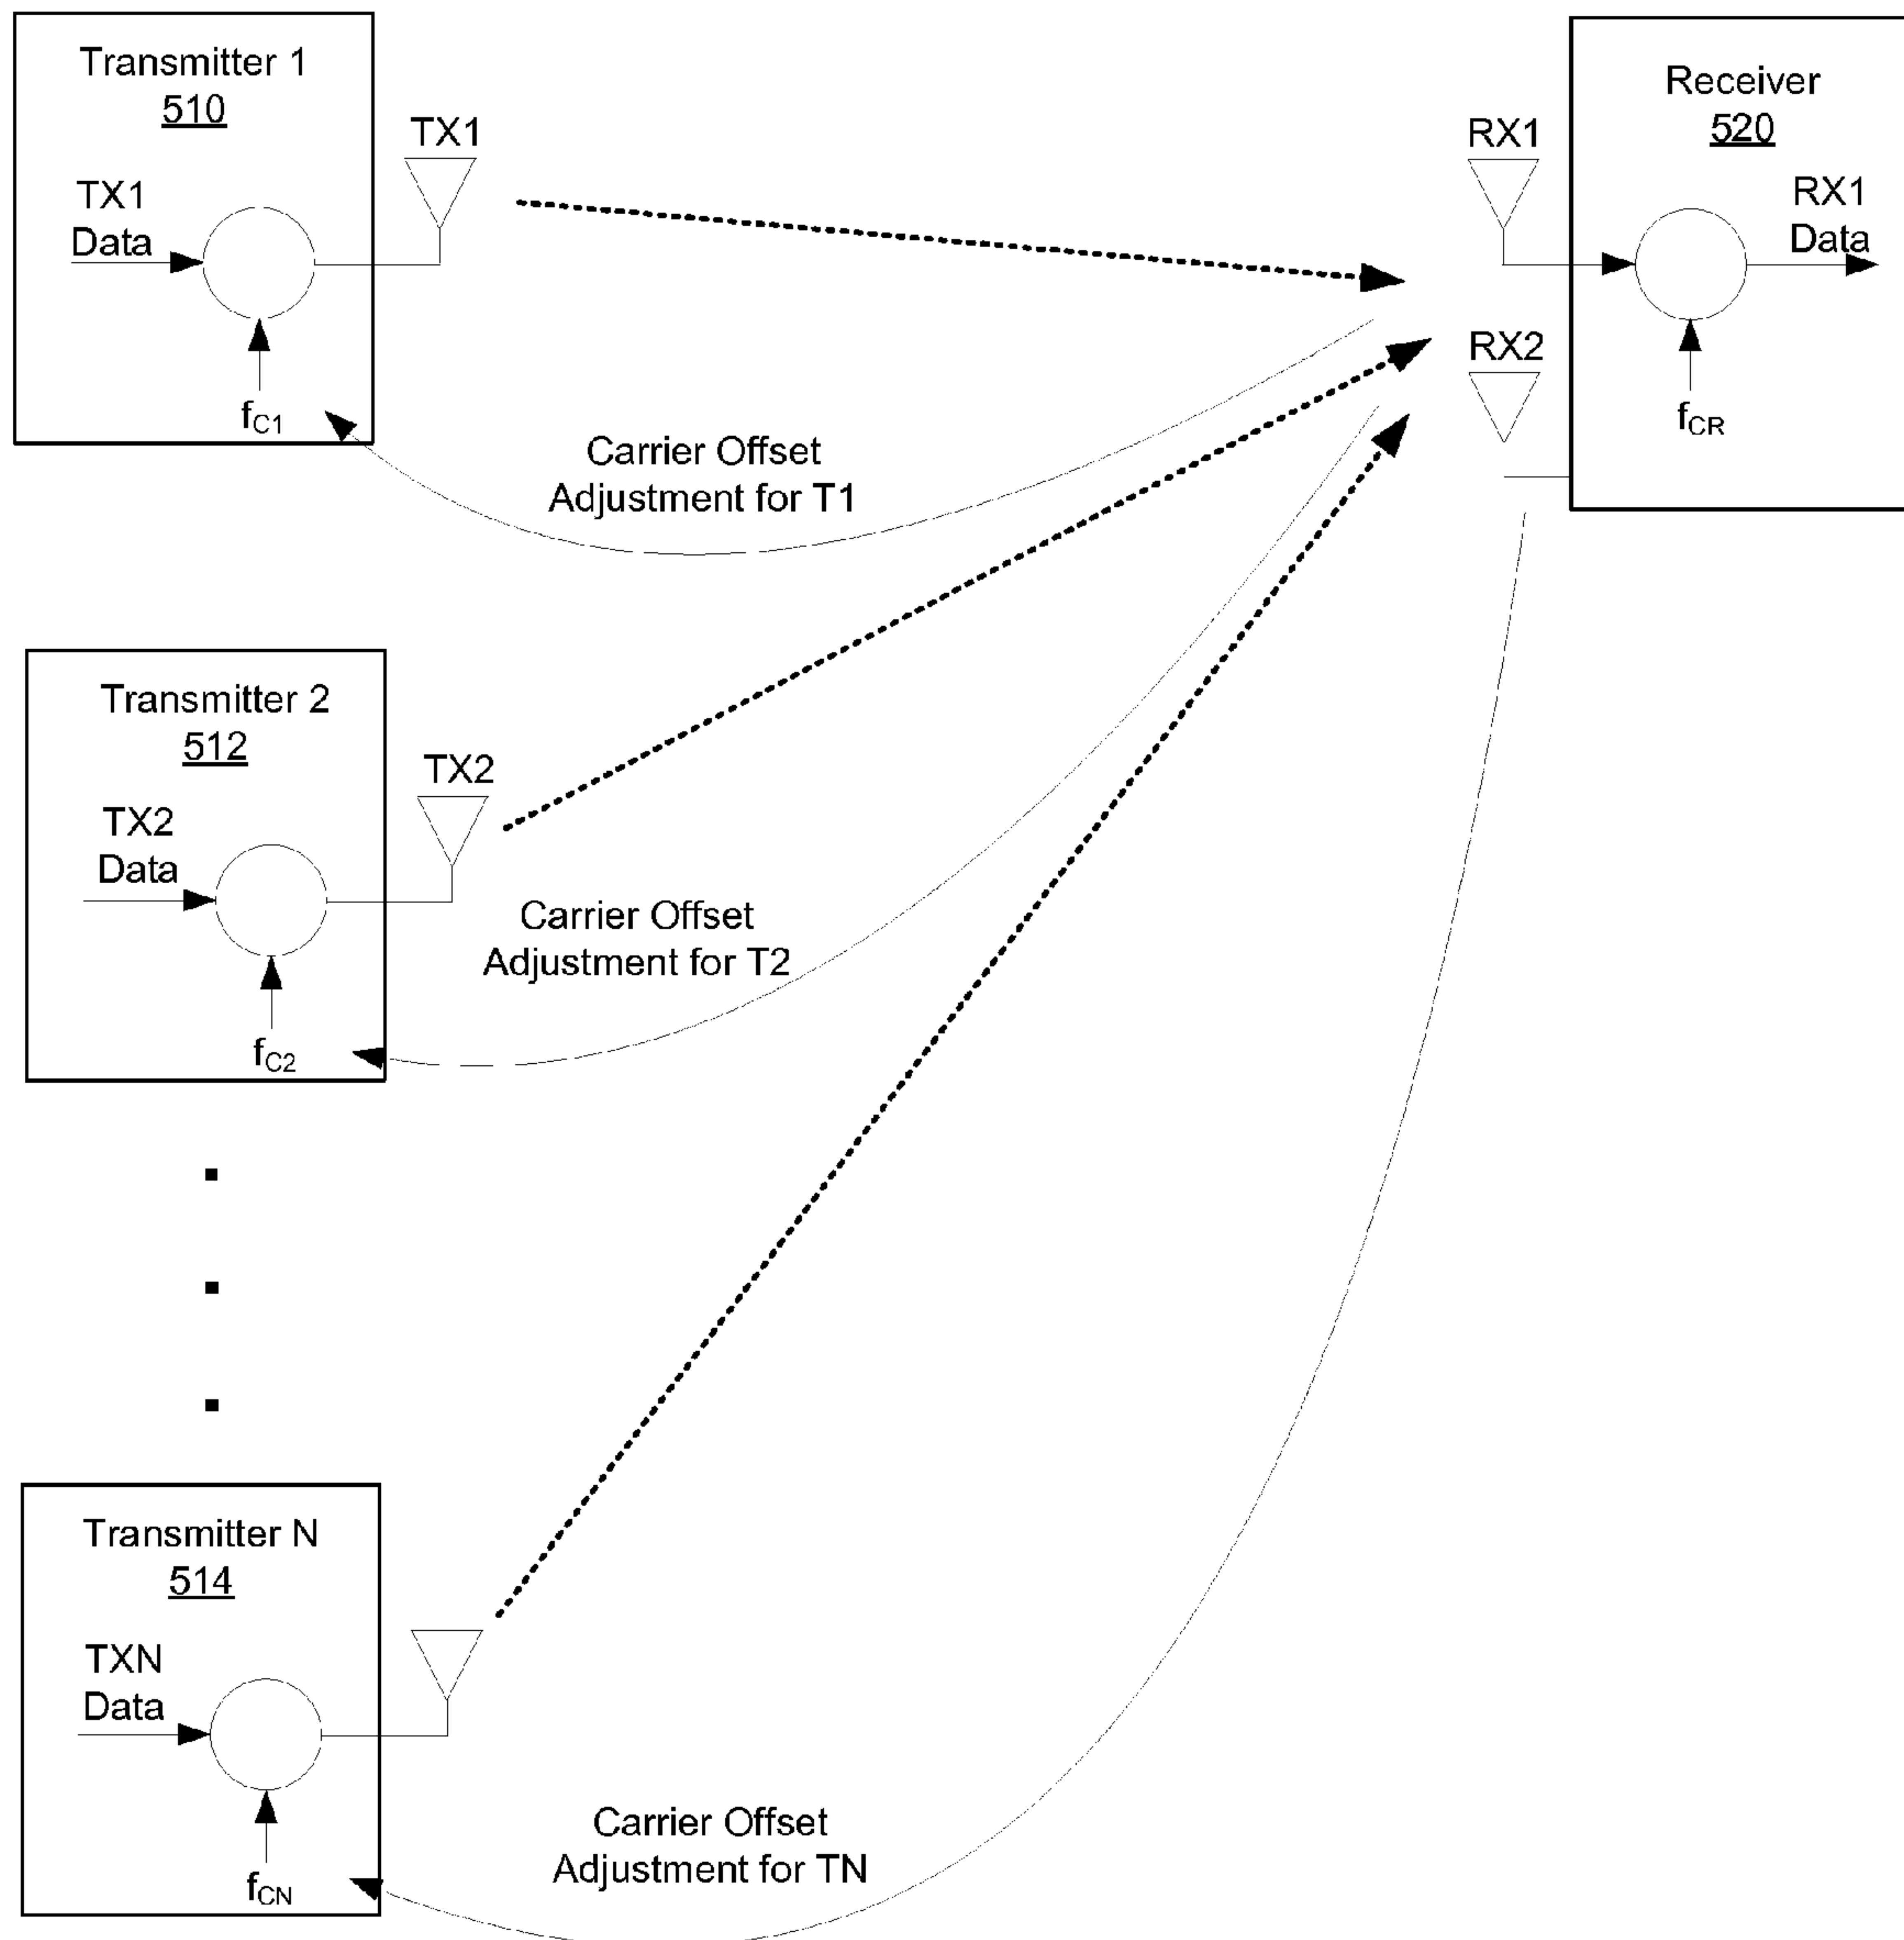 Transmitter 1
510
TX1
TX1
Data
fC1
Receiver
520
RX1
RX1
Data
RX2
fCR
Carrier Offset
Adjustment for T1
Transmitter 2
512
TX2
TX2
Data
fC2
Carrier Offset
Adjustment for T2
Transmitter N
514
TXN
Data
fCN
Carrier Offset
Adjustment for TN